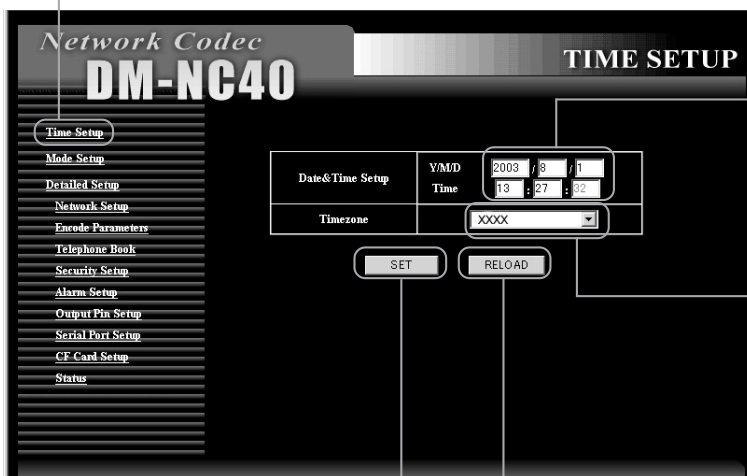 Network Codec
DM-NC40
TIME SETUP
Time Setup
Mode Setup
Detailed Setup
Network Setup
Encode Parameters
Telephone Book
Security Setup
Alarm Setup
Output Pin Setup
Serial Port Setup
CF Card Setup
Status
Date&Time Setup
Y/M/D 2003 / 8 / 1
Time 13 : 27 : 32
Timezone XXXX
SET RELOAD